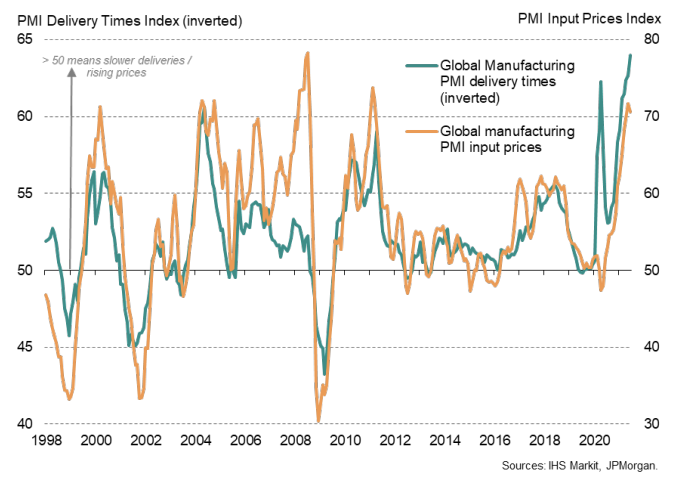 PMI Delivery Times Index (inverted)
PMI Input Prices Index
65
80
> 50 means slower deliveries /
rising prices
Global Manufacturing
PMI delivery times
(inverted)
Global manufacturing
PMI input prices
60
70
55
60
50
50
45
40
40
30
1998 2000 2002 2004 2006 2008 2010 2012 2014 2016 2018 2020
Sources: IHS Markit, JPMorgan.